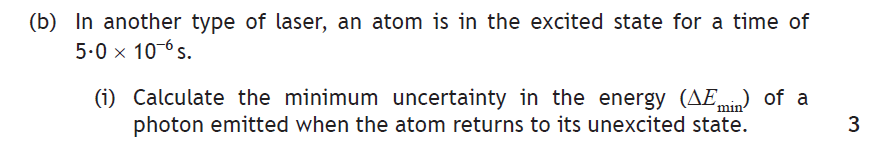 (b) In another type of laser, an atom is in the excited state for a time of
5·0 × 10⁻⁶ s.
(i) Calculate the minimum uncertainty in the energy (ΔEmin) of a
photon emitted when the atom returns to its unexcited state. 3